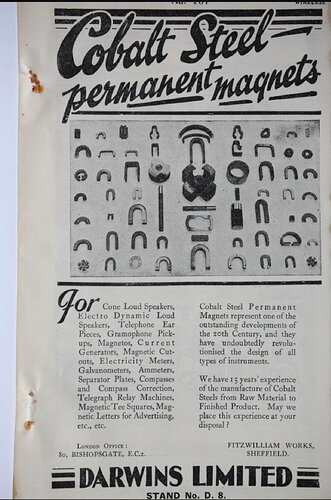 WIRELESS
Cobalt Steel
permanent magnets
For Cone Loud Speakers,
Electro Dynamic Loud
Speakers, Telephone Ear
Pieces, Gramophone Pick-
ups, Magnetos, Current
Generators, Magnetic Cut-
outs, Electricity Meters,
Galvanometers, Ammeters,
Separator Plates, Compasses
and Compass Correction,
Telegraph Relay Machines,
Magnetic Tee Squares, Mag-
netic Letters for Advertising,
etc., etc.
Cobalt Steel Permanent
Magnets represent one of the
outstanding developments of
the 20th Century, and they
have undoubtedly revolu-
tionised the design of all
types of instruments.
We have 15 years' experience
of the manufacture of Cobalt
Steels from Raw Material to
Finished Product. May we
place this experience at your
disposal ?
London Office :
80, BISHOPSGATE, E.C.2.
FITZWILLIAM WORKS,
SHEFFIELD.
DARWINS LIMITED
STAND No. D. 8.